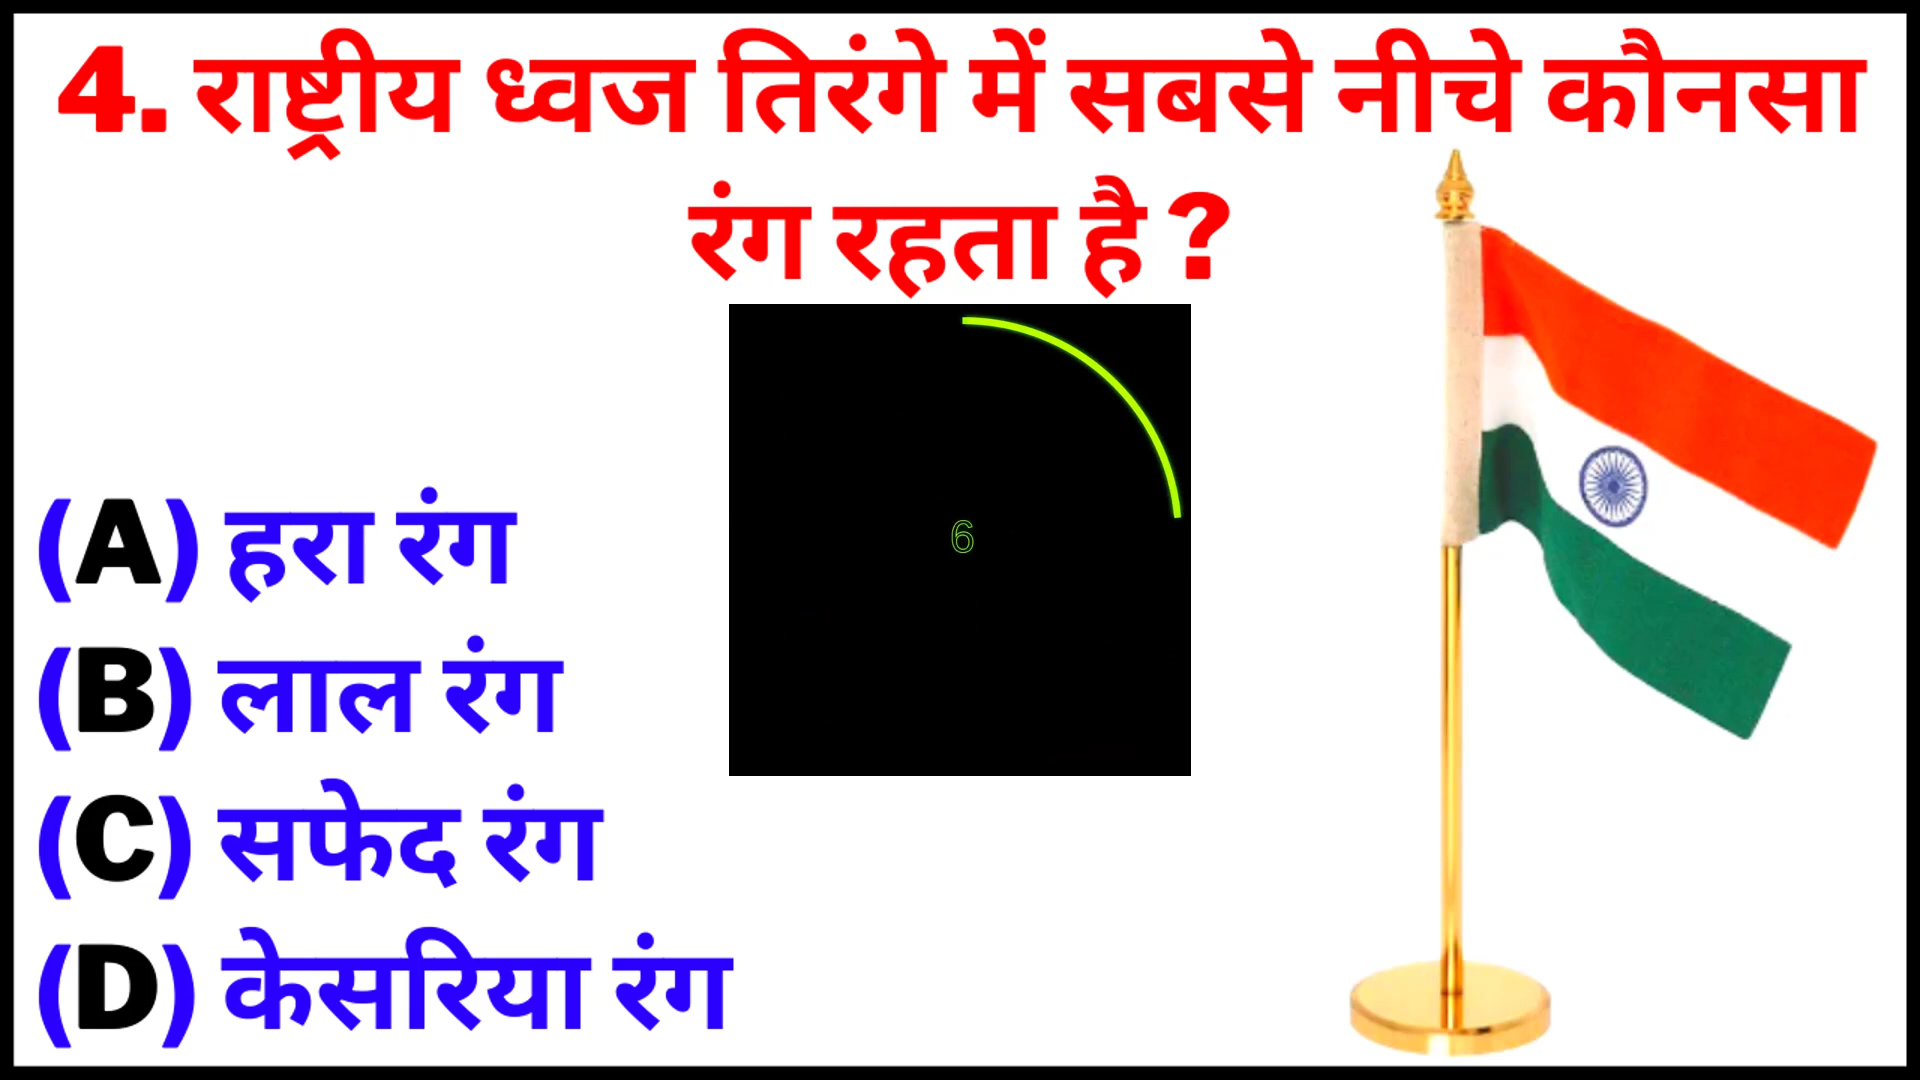 4. राष्ट्रीय ध्वज तिरंगे में सबसे नीचे कौनसा
रंग रहता है ?
6
(A) हरा रंग
(B) लाल रंग
(C) सफेद रंग
(D) केसरिया रंग